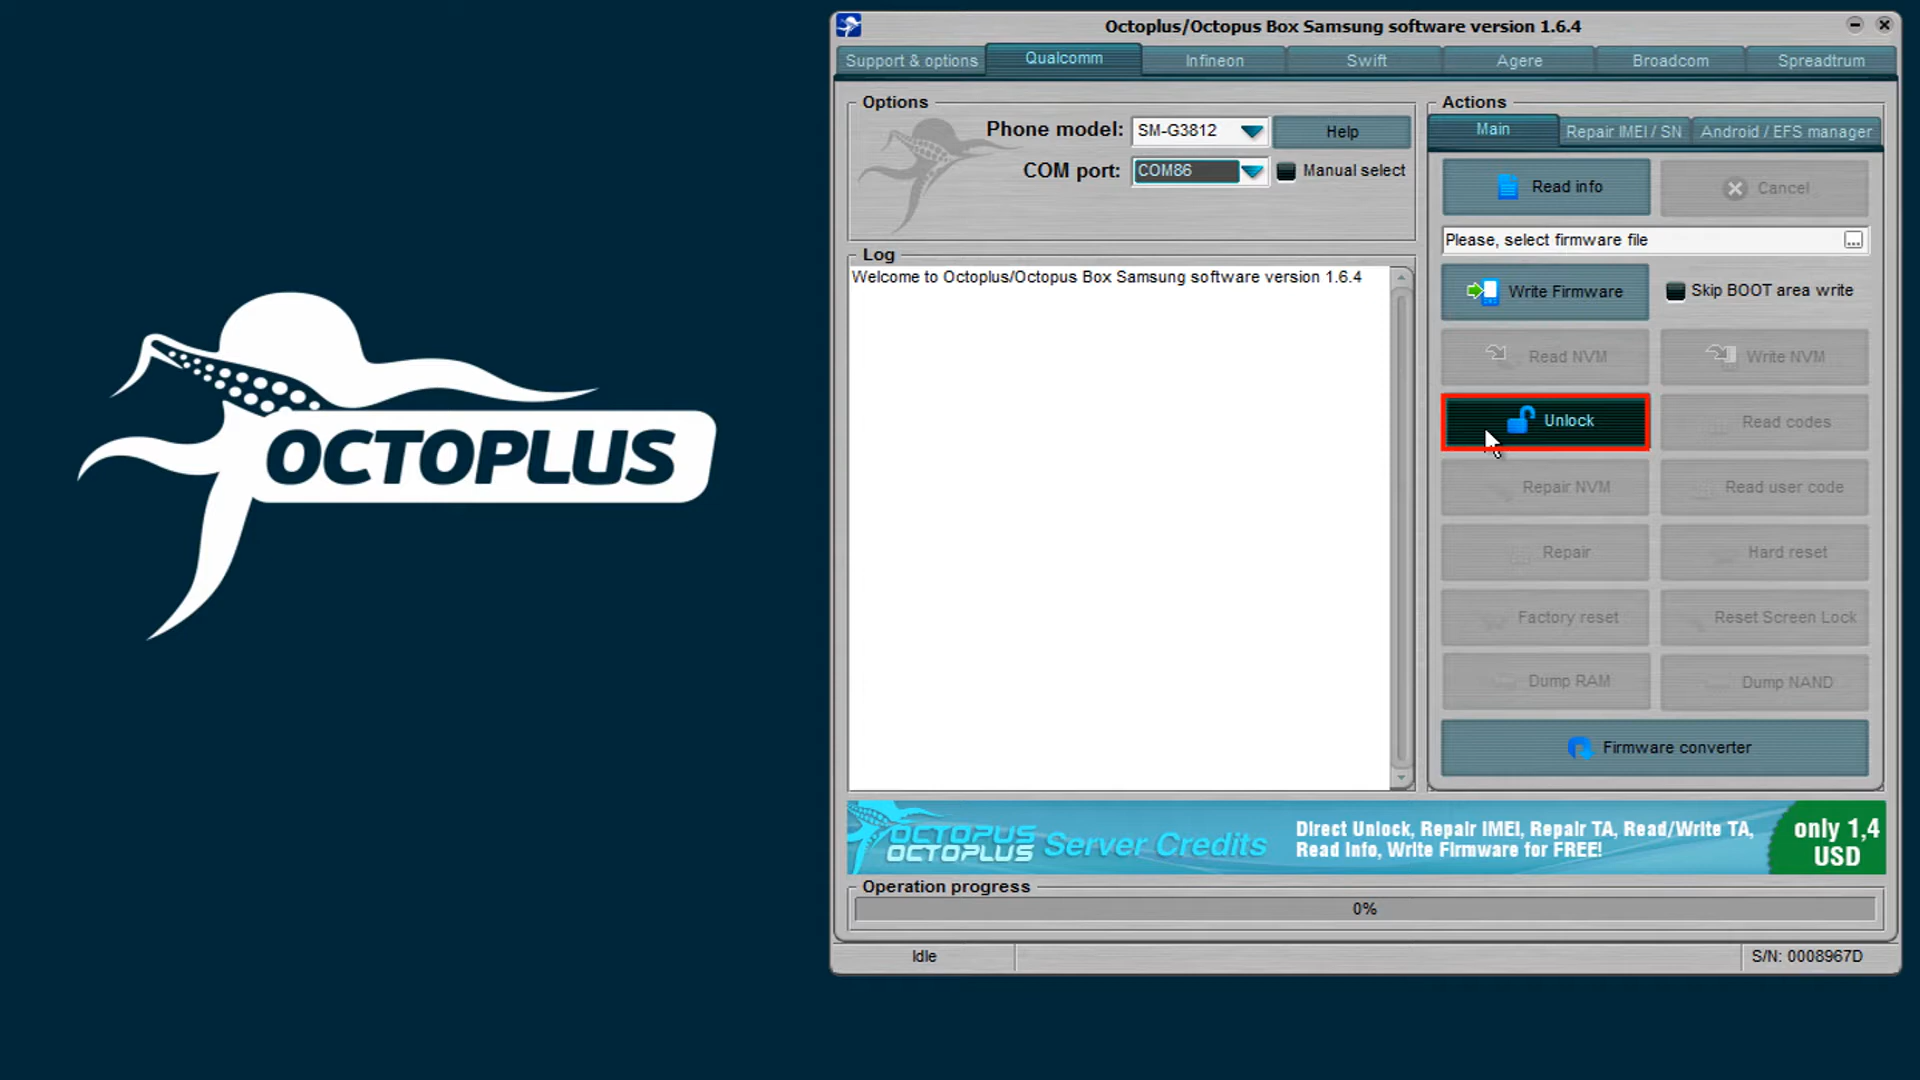 OCTOPLUS
Octoplus/Octopus Box Samsung software version 1.6.4
Support & options
Qualcomm
Infineon
Swift
Agere
Broadcom
Spreadtrum
Options
Phone model:
SM-G3812
Help
COM port:
COM86
Manual select
Log
Welcome to Octoplus/Octopus Box Samsung software version 1.6.4
Actions
Main
Repair IMEI / SN
Android / EFS manager
Read info
Cancel
Please, select firmware file
...
Write Firmware
Skip BOOT area write
Read NVM
Write NVM
Unlock
Read codes
Repair NVM
Read user code
Repair
Hard reset
Factory reset
Reset Screen Lock
Dump RAM
Dump NAND
Firmware converter
OCTOPUS
OCTOPLUS
Server Credits
Direct Unlock, Repair IMEI, Repair TA, Read/Write TA,
Read Info, Write Firmware for FREE!
only 1,4
USD
Operation progress
0%
Idle
S/N: 0008967D